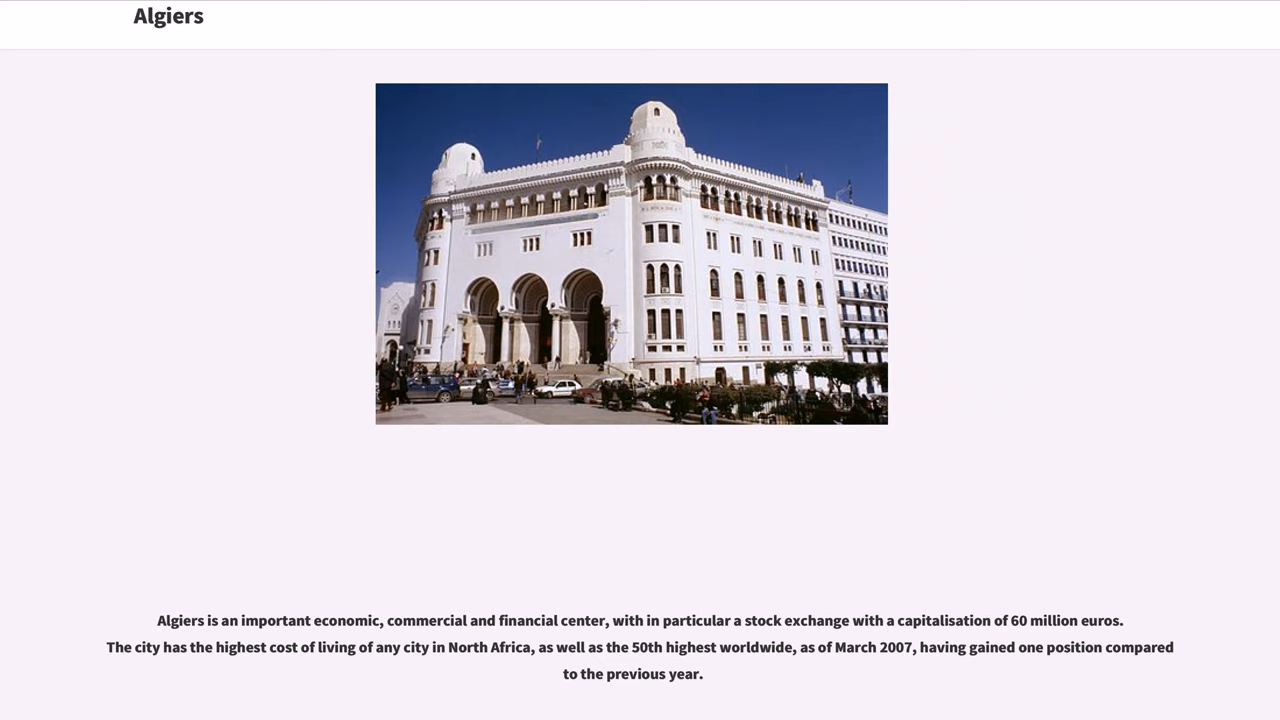 Algiers
Algiers is an important economic, commercial and financial center, with in particular a stock exchange with a capitalisation of 60 million euros.
The city has the highest cost of living of any city in North Africa, as well as the 50th highest worldwide, as of March 2007, having gained one position compared
to the previous year.